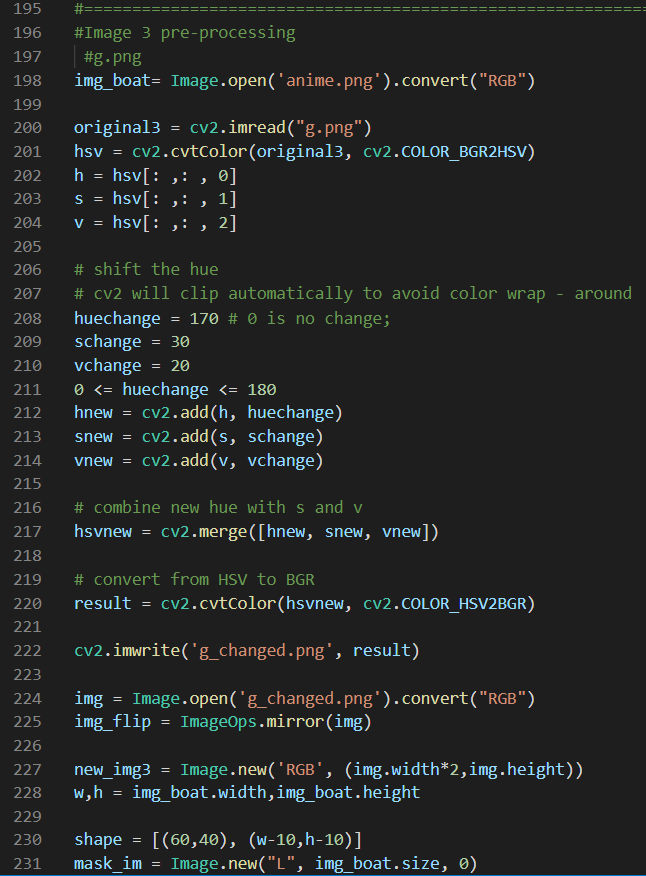 195 #===========================================================
196 #Image 3 pre-processing
197  #g.png
198 img_boat= Image.open('anime.png').convert("RGB")
199
200 original3 = cv2.imread("g.png")
201 hsv = cv2.cvtColor(original3, cv2.COLOR_BGR2HSV)
202 h = hsv[: ,: , 0]
203 s = hsv[: ,: , 1]
204 v = hsv[: ,: , 2]
205
206 # shift the hue
207 # cv2 will clip automatically to avoid color wrap - around
208 huechange = 170 # 0 is no change;
209 schange = 30
210 vchange = 20
211 0 <= huechange <= 180
212 hnew = cv2.add(h, huechange)
213 snew = cv2.add(s, schange)
214 vnew = cv2.add(v, vchange)
215
216 # combine new hue with s and v
217 hsvnew = cv2.merge([hnew, snew, vnew])
218
219 # convert from HSV to BGR
220 result = cv2.cvtColor(hsvnew, cv2.COLOR_HSV2BGR)
221
222 cv2.imwrite('g_changed.png', result)
223
224 img = Image.open('g_changed.png').convert("RGB")
225 img_flip = ImageOps.mirror(img)
226
227 new_img3 = Image.new('RGB', (img.width*2,img.height))
228 w,h = img_boat.width,img_boat.height
229
230 shape = [(60,40), (w-10,h-10)]
231 mask_im = Image.new("L", img_boat.size, 0)